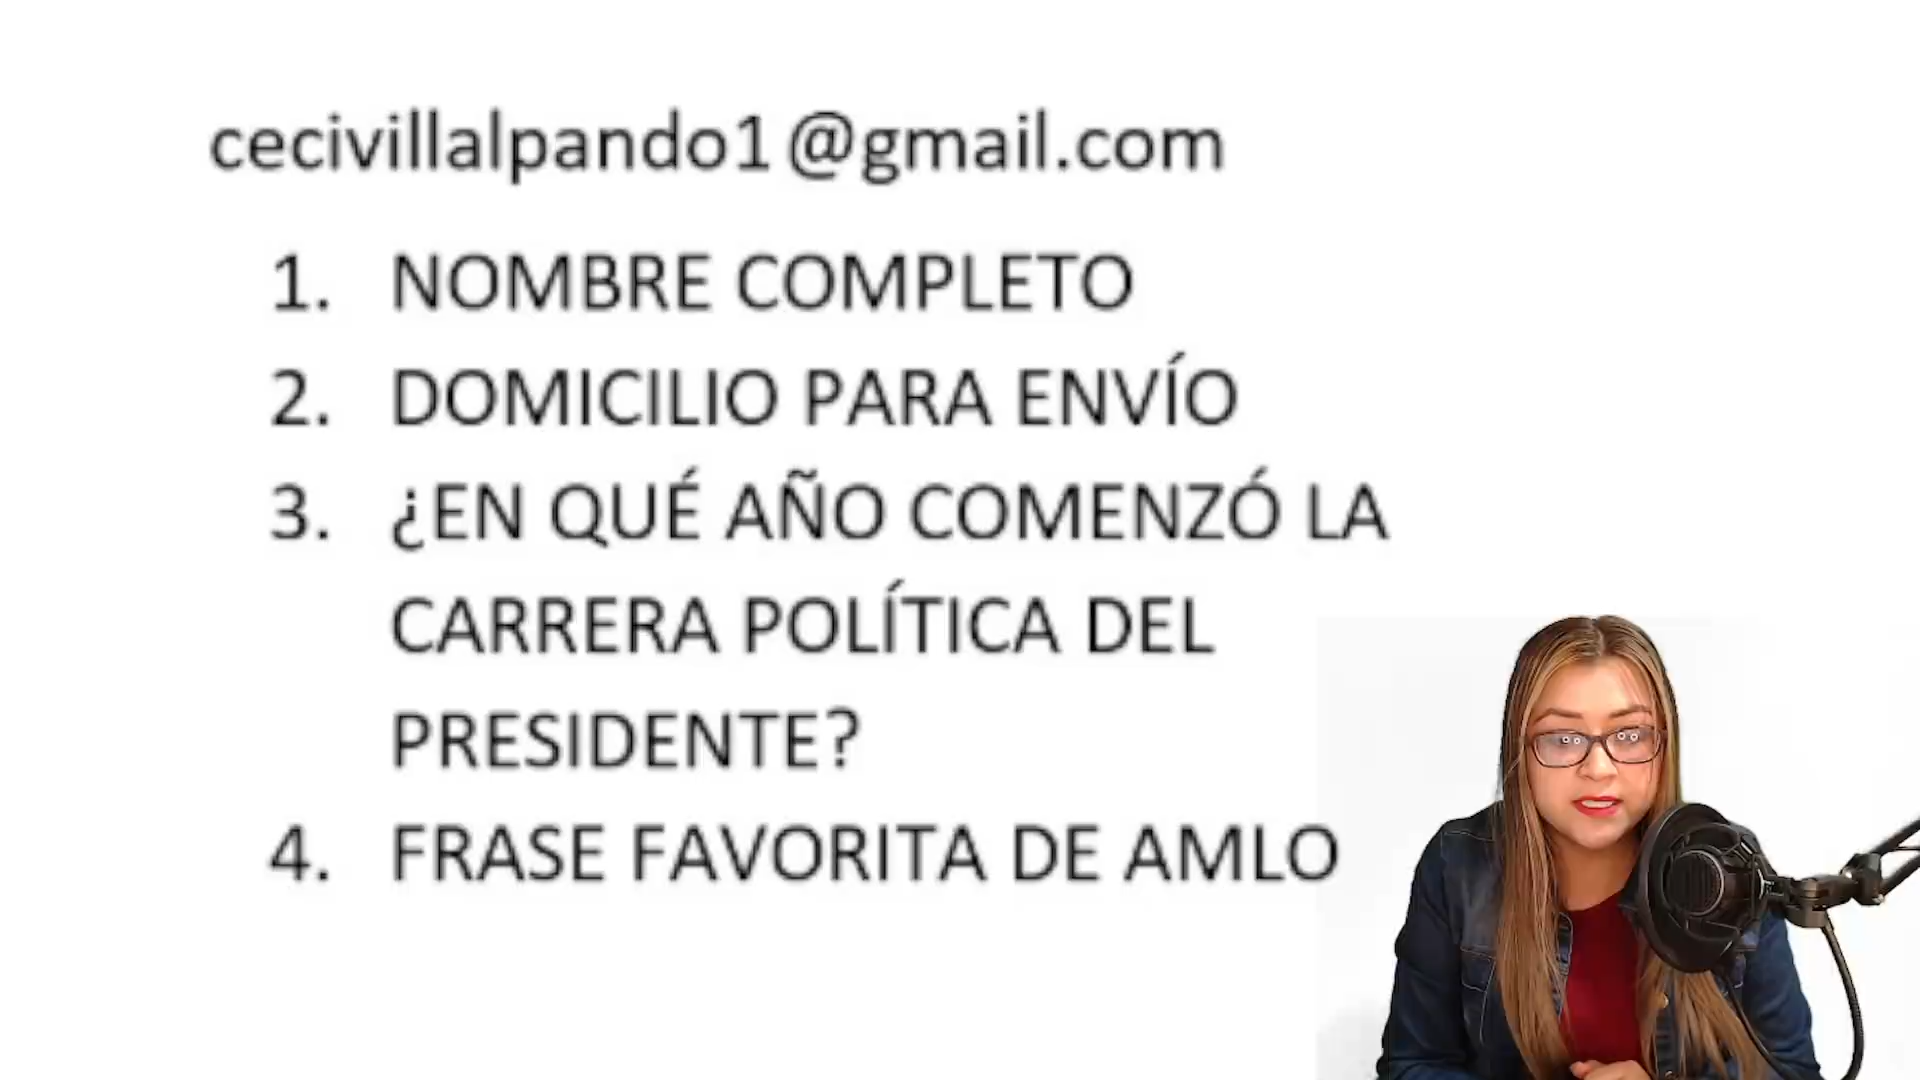 cecivillalpando1@gmail.com
1. NOMBRE COMPLETO
2. DOMICILIO PARA ENVÍO
3. ¿EN QUÉ AÑO COMENZÓ LA
CARRERA POLÍTICA DEL
PRESIDENTE?
4. FRASE FAVORITA DE AMLO